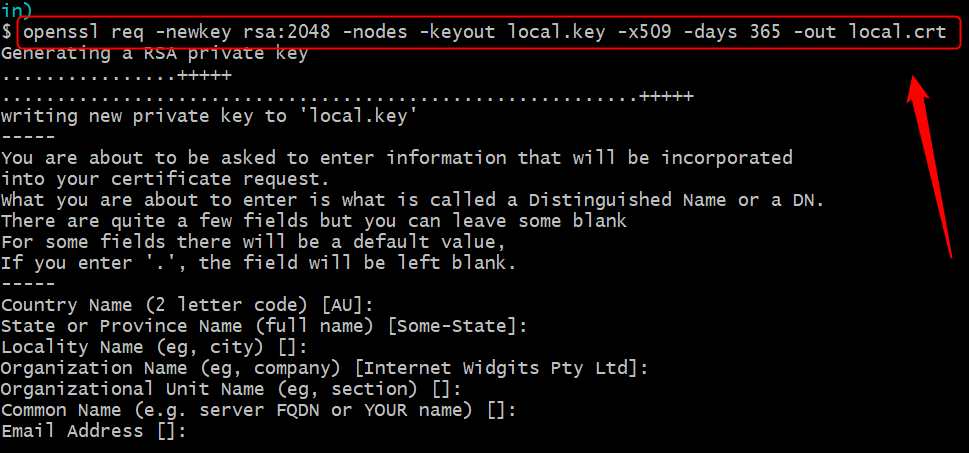 in)
$ openssl req -newkey rsa:2048 -nodes -keyout local.key -x509 -days 365 -out local.crt
Generating a RSA private key
................+++++
..........................................................+++++
writing new private key to 'local.key'
-----
You are about to be asked to enter information that will be incorporated
into your certificate request.
What you are about to enter is what is called a Distinguished Name or a DN.
There are quite a few fields but you can leave some blank
For some fields there will be a default value,
If you enter '.', the field will be left blank.
-----
Country Name (2 letter code) [AU]:
State or Province Name (full name) [Some-State]:
Locality Name (eg, city) []:
Organization Name (eg, company) [Internet Widgits Pty Ltd]:
Organizational Unit Name (eg, section) []:
Common Name (e.g. server FQDN or YOUR name) []:
Email Address []: